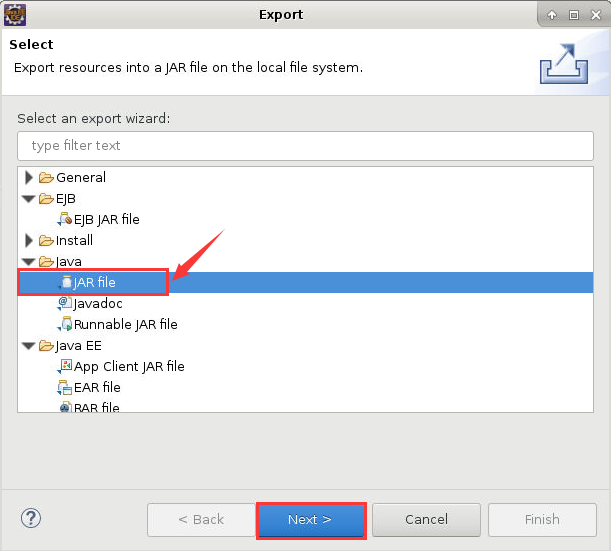 Export
Select
Export resources into a JAR file on the local file system.
Select an export wizard:
type filter text
General
EJB
EJB JAR file
Install
Java
JAR file
Javadoc
Runnable JAR file
Java EE
App Client JAR file
EAR file
RAR file
< Back
Next >
Cancel
Finish